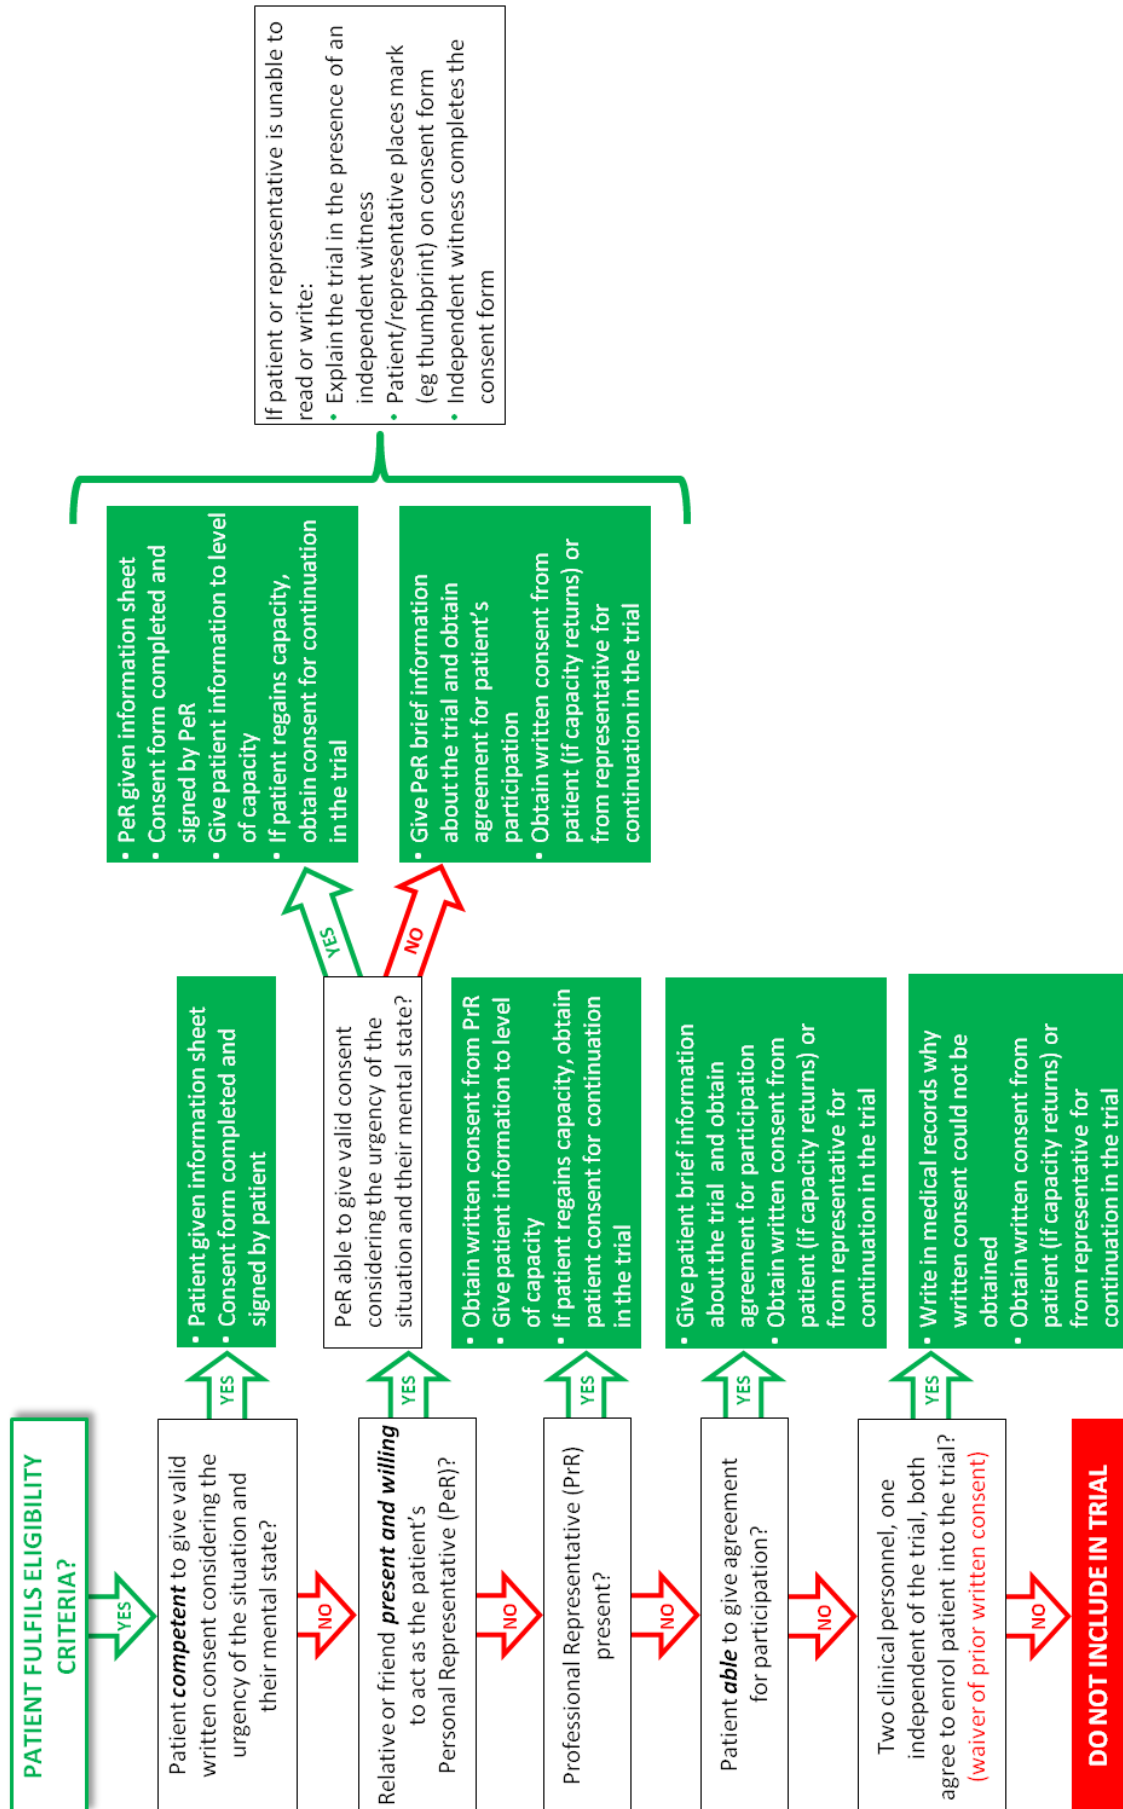 PATIENT FULFILS ELIGIBILITY
CRITERIA?
YES
Patient competent to give valid
written consent considering the
urgency of the situation and
their mental state?
YES
• Patient given information sheet
• Consent form completed and
signed by patient
NO
Relative or friend present and willing
to act as the patient's
Personal Representative (PeR)?
YES
PeR able to give valid consent
considering the urgency of the
situation and their mental state?
YES
• PeR given information sheet
• Consent form completed and
signed by PeR
• Give patient information to level
of capacity
• If patient regains capacity,
obtain consent for continuation
in the trial
NO
• Give PeR brief information
about the trial and obtain
agreement for patient's
participation
• Obtain written consent from
patient (if capacity returns) or
from representative for
continuation in the trial
If patient or representative is unable to
read or write:
• Explain the trial in the presence of an
independent witness
• Patient/representative places mark
(eg thumbprint) on consent form
• Independent witness completes the
consent form
NO
Professional Representative (PrR)
present?
YES
• Obtain written consent from PrR
• Give patient information to level
of capacity
• If patient regains capacity, obtain
patient consent for continuation
in the trial
NO
Patient able to give agreement
for participation?
YES
• Give patient brief information
about the trial and obtain
agreement for participation
• Obtain written consent from
patient (if capacity returns) or
from representative for
continuation in the trial
NO
Two clinical personnel, one
independent of the trial, both
agree to enrol patient into the trial?
(waiver of prior written consent)
YES
• Write in medical records why
written consent could not be
obtained
• Obtain written consent from
patient (if capacity returns) or
from representative for
continuation in the trial
NO
DO NOT INCLUDE IN TRIAL